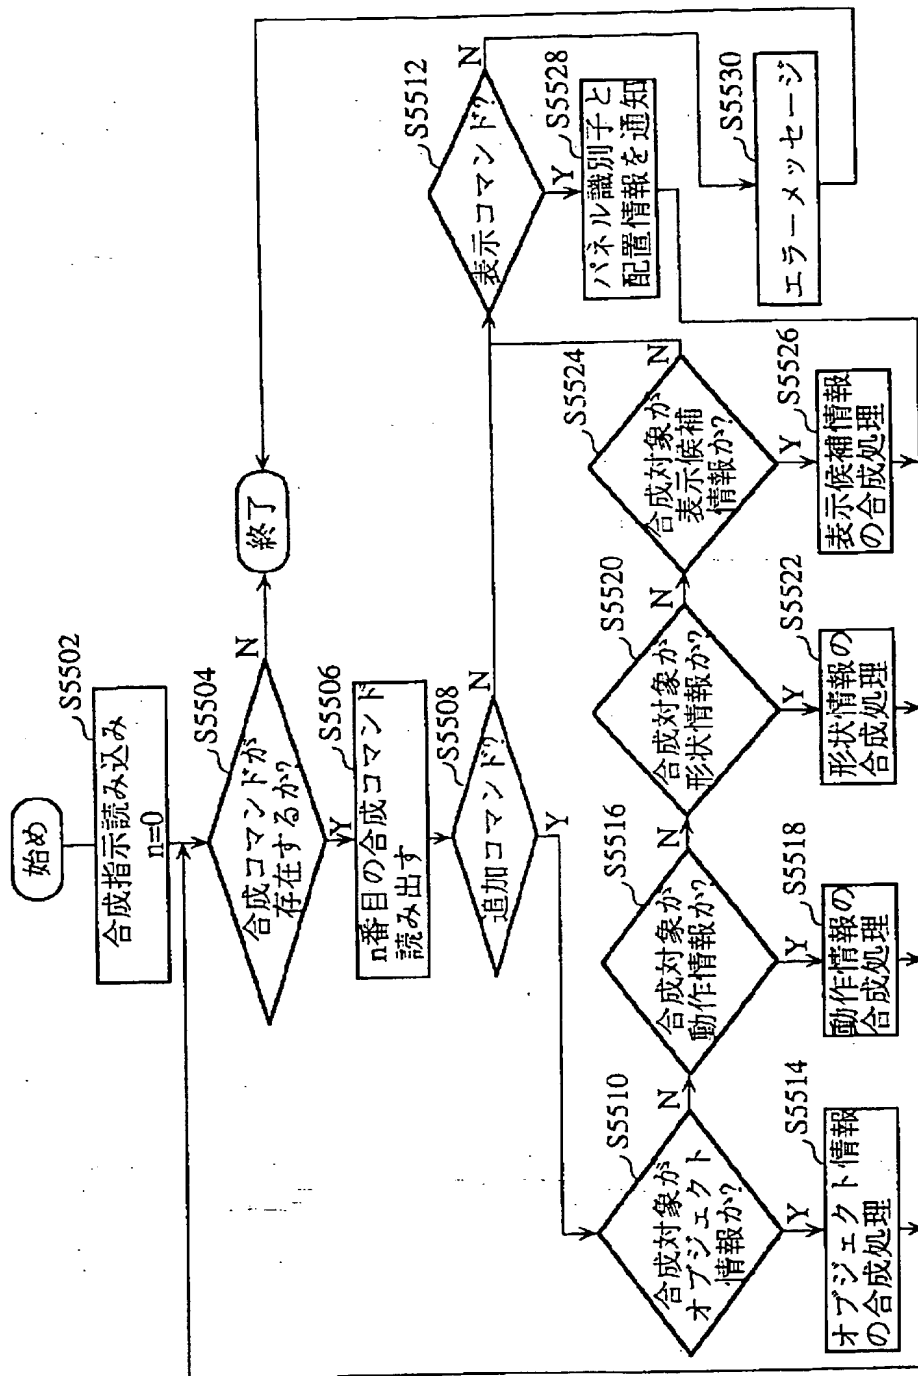 始め
S5502
合成指示読み込み
n=0
S5504
合成コマンドが
存在するか?
N
終了
Y
S5506
n番目の合成コマンド
読み出す
S5508
追加コマンド?
N
Y
S5512
表示コマンド?
N
Y
S5528
パネル識別子と
配置情報を通知
S5530
エラーメッセージ
S5510
合成対象が
オブジェクト
情報か?
N
Y
S5514
オブジェクト情報
の合成処理
S5516
合成対象が
動作情報か?
N
Y
S5518
動作情報の
合成処理
S5520
合成対象が
形状情報か?
N
Y
S5522
形状情報の
合成処理
S5524
合成対象が
表示候補
情報か?
N
Y
S5526
表示候補情報
の合成処理